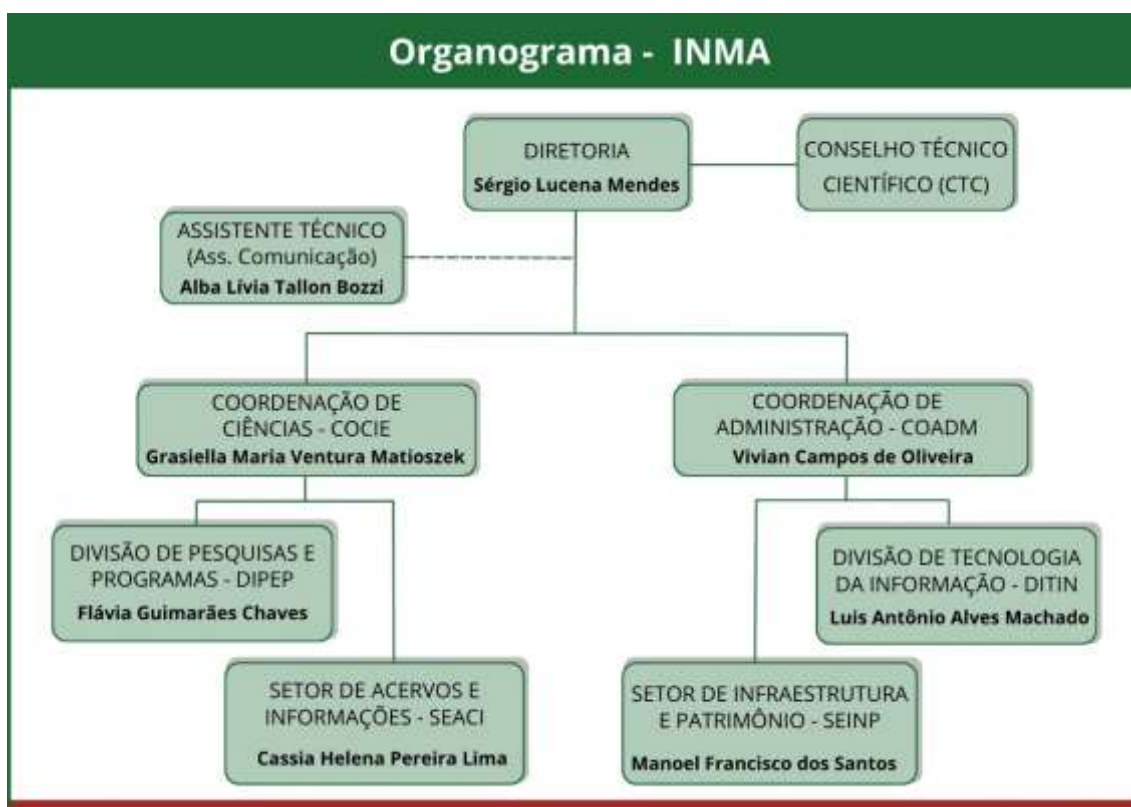 Organograma - INMA
DIRETORIA
Sérgio Lucena Mendes
CONSELHO TÉCNICO
CIENTÍFICO (CTC)
ASSISTENTE TÉCNICO
(Ass. Comunicação)
Alba Lívia Tallon Bozzi
COORDENAÇÃO DE
CIÊNCIAS - COCIE
Grasiella Maria Ventura Matioszek
COORDENAÇÃO DE
ADMINISTRAÇÃO - COADM
Vivian Campos de Oliveira
DIVISÃO DE PESQUISAS E
PROGRAMAS - DIPEP
Flávia Guimarães Chaves
DIVISÃO DE TECNOLOGIA
DA INFORMAÇÃO - DITIN
Luis Antônio Alves Machado
SETOR DE ACERVOS E
INFORMAÇÕES - SEACI
Cassia Helena Pereira Lima
SETOR DE INFRAESTRUTURA
E PATRIMÔNIO - SEINP
Manoel Francisco dos Santos